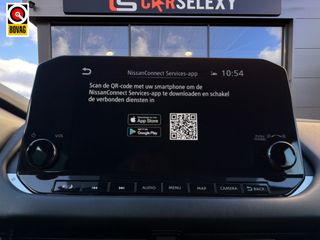 CARSELEXY
BOVAG
NissanConnect Services-app
10:54
Scan de QR-code met uw smartphone om de
NissanConnect Services-app te downloaden en schakel
de verbonden diensten in
App Store
Google Play
VOL
AUDIO
MENU
MAP
CAMERA
BACK